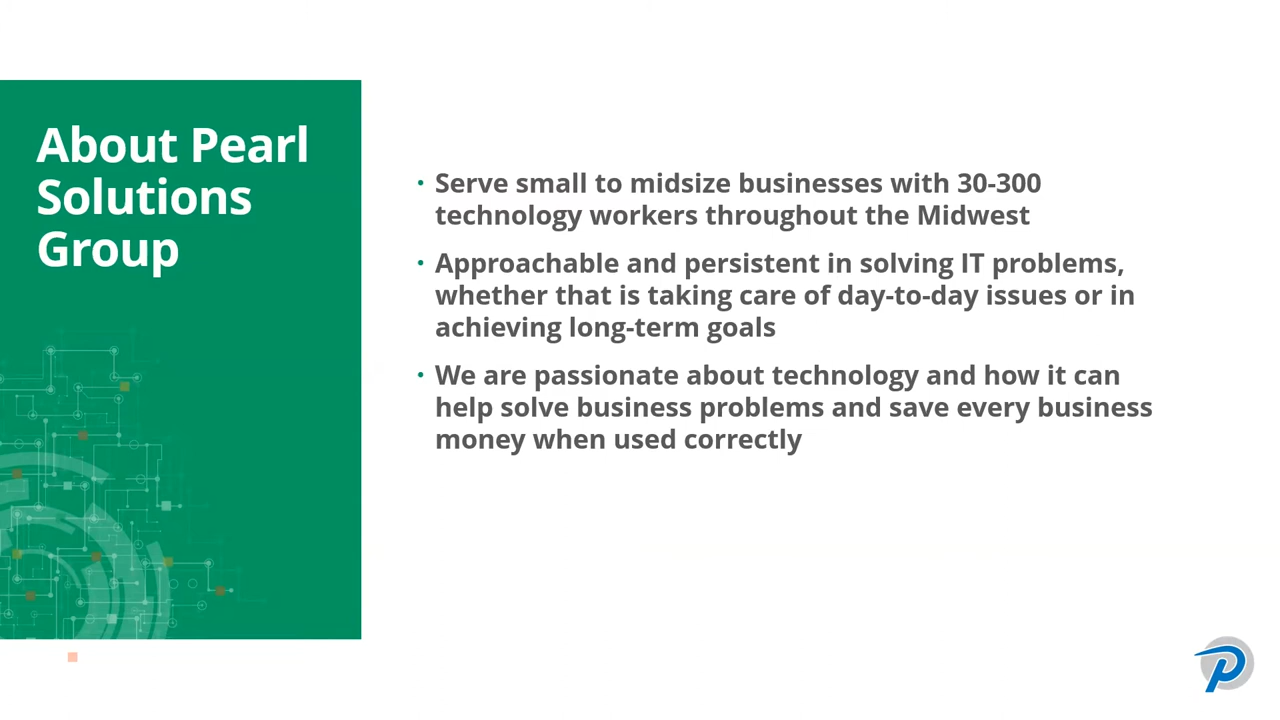 About Pearl
Solutions
Group
• Serve small to midsize businesses with 30-300
technology workers throughout the Midwest
• Approachable and persistent in solving IT problems,
whether that is taking care of day-to-day issues or in
achieving long-term goals
• We are passionate about technology and how it can
help solve business problems and save every business
money when used correctly